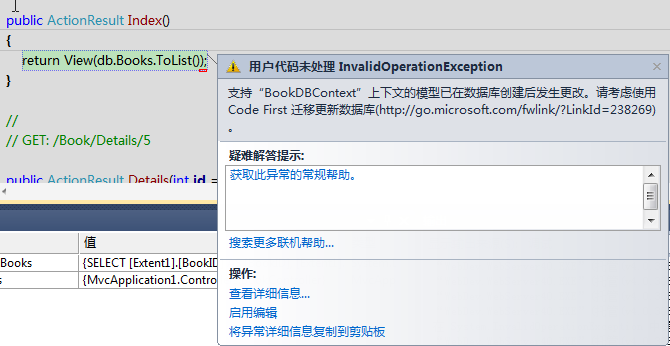 public ActionResult Index()
{
return View(db.Books.ToList());
}
//
// GET: /Book/Details/5
public ActionResult Details(int id =
用户代码未处理 InvalidOperationException
支持“BookDBContext”上下文的模型已在数据库创建后发生更改。请考虑使用
Code First 迁移更新数据库(http://go.microsoft.com/fwlink/?LinkId=238269)
。
疑难解答提示:
获取此异常的常规帮助。
搜索更多联机帮助...
操作:
查看详细信息...
启用编辑
将异常详细信息复制到剪贴板
值
Books {SELECT [Extent1].[BookID
s {MvcApplication1.Contro